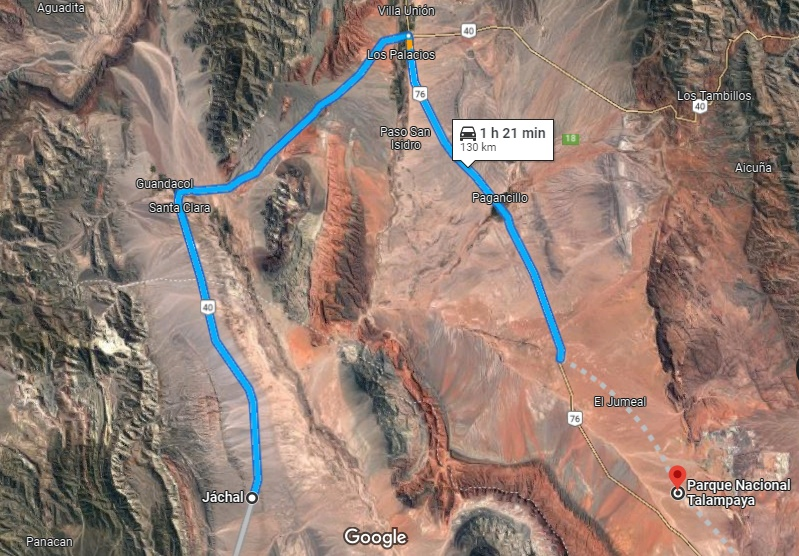 Aguadita
Villa Unión
40
Los Palacios
76
Los Tambillos
40
1 h 21 min
130 km
18
Paso San
Isidro
Aicuña
Guandacol
Santa Clara
Pagancillo
40
El Jumeal
76
Jáchal
Parque Nacional
Talampaya
Panacan
Google